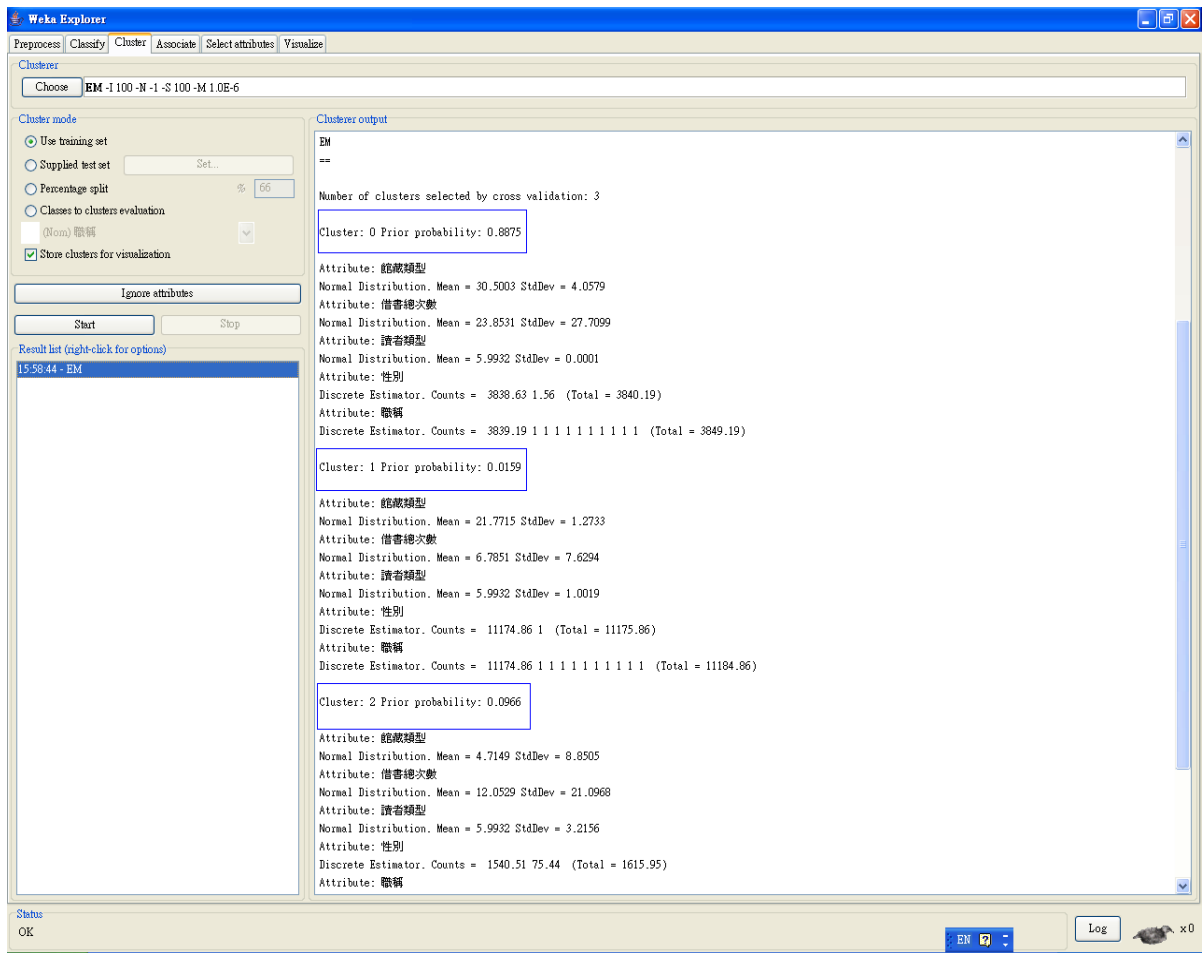 Weka Explorer
Preprocess Classify Cluster Associate Select attributes Visualize
Clusterer
Choose EM -I 100 -N -1 -S 100 -M 1.0E-6
Cluster mode
Use training set
Supplied test set Set...
Percentage split % 66
Classes to clusters evaluation
(Nom) 職稱
Store clusters for visualization
Ignore attributes
Start Stop
Result list (right-click for options)
15:58:44 - EM
Clusterer output
EM
==
Number of clusters selected by cross validation: 3
Cluster: 0 Prior probability: 0.8875
Attribute: 館藏類型
Normal Distribution. Mean = 30.5003 StdDev = 4.0579
Attribute: 借書總次數
Normal Distribution. Mean = 23.8531 StdDev = 27.7099
Attribute: 讀者類型
Normal Distribution. Mean = 5.9932 StdDev = 0.0001
Attribute: 性別
Discrete Estimator. Counts =  3838.63 1.56  (Total = 3840.19)
Attribute: 職稱
Discrete Estimator. Counts =  3839.19 1 1 1 1 1 1 1 1 1 1  (Total = 3849.19)
Cluster: 1 Prior probability: 0.0159
Attribute: 館藏類型
Normal Distribution. Mean = 21.7715 StdDev = 1.2733
Attribute: 借書總次數
Normal Distribution. Mean = 6.7851 StdDev = 7.6294
Attribute: 讀者類型
Normal Distribution. Mean = 5.9932 StdDev = 1.0019
Attribute: 性別
Discrete Estimator. Counts =  11174.86 1  (Total = 11175.86)
Attribute: 職稱
Discrete Estimator. Counts =  11174.86 1 1 1 1 1 1 1 1 1 1  (Total = 11184.86)
Cluster: 2 Prior probability: 0.0966
Attribute: 館藏類型
Normal Distribution. Mean = 4.7149 StdDev = 8.8505
Attribute: 借書總次數
Normal Distribution. Mean = 12.0529 StdDev = 21.0968
Attribute: 讀者類型
Normal Distribution. Mean = 5.9932 StdDev = 3.2156
Attribute: 性別
Discrete Estimator. Counts =  1540.51 75.44  (Total = 1615.95)
Attribute: 職稱
Status
OK
EN
Log
x0